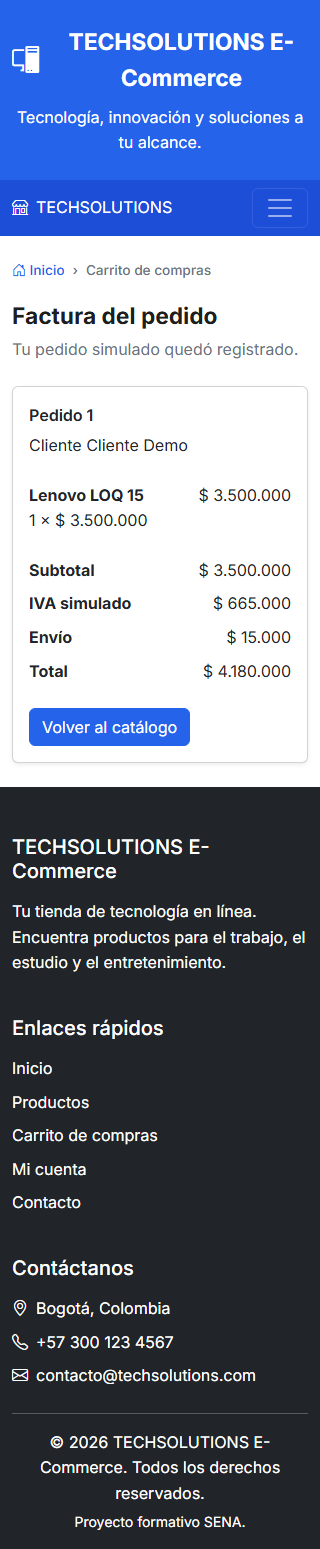 TECHSOLUTIONS E-
Commerce
Tecnología, innovación y soluciones a
tu alcance.
TECHSOLUTIONS
Inicio › Carrito de compras
Factura del pedido
Tu pedido simulado quedó registrado.
Pedido 1
Cliente Cliente Demo
Lenovo LOQ 15 $ 3.500.000
1 × $ 3.500.000
Subtotal $ 3.500.000
IVA simulado $ 665.000
Envío $ 15.000
Total $ 4.180.000
Volver al catálogo
TECHSOLUTIONS E-
Commerce
Tu tienda de tecnología en línea.
Encuentra productos para el trabajo, el
estudio y el entretenimiento.
Enlaces rápidos
Inicio
Productos
Carrito de compras
Mi cuenta
Contacto
Contáctanos
Bogotá, Colombia
+57 300 123 4567
contacto@techsolutions.com
© 2026 TECHSOLUTIONS E-
Commerce. Todos los derechos
reservados.
Proyecto formativo SENA.